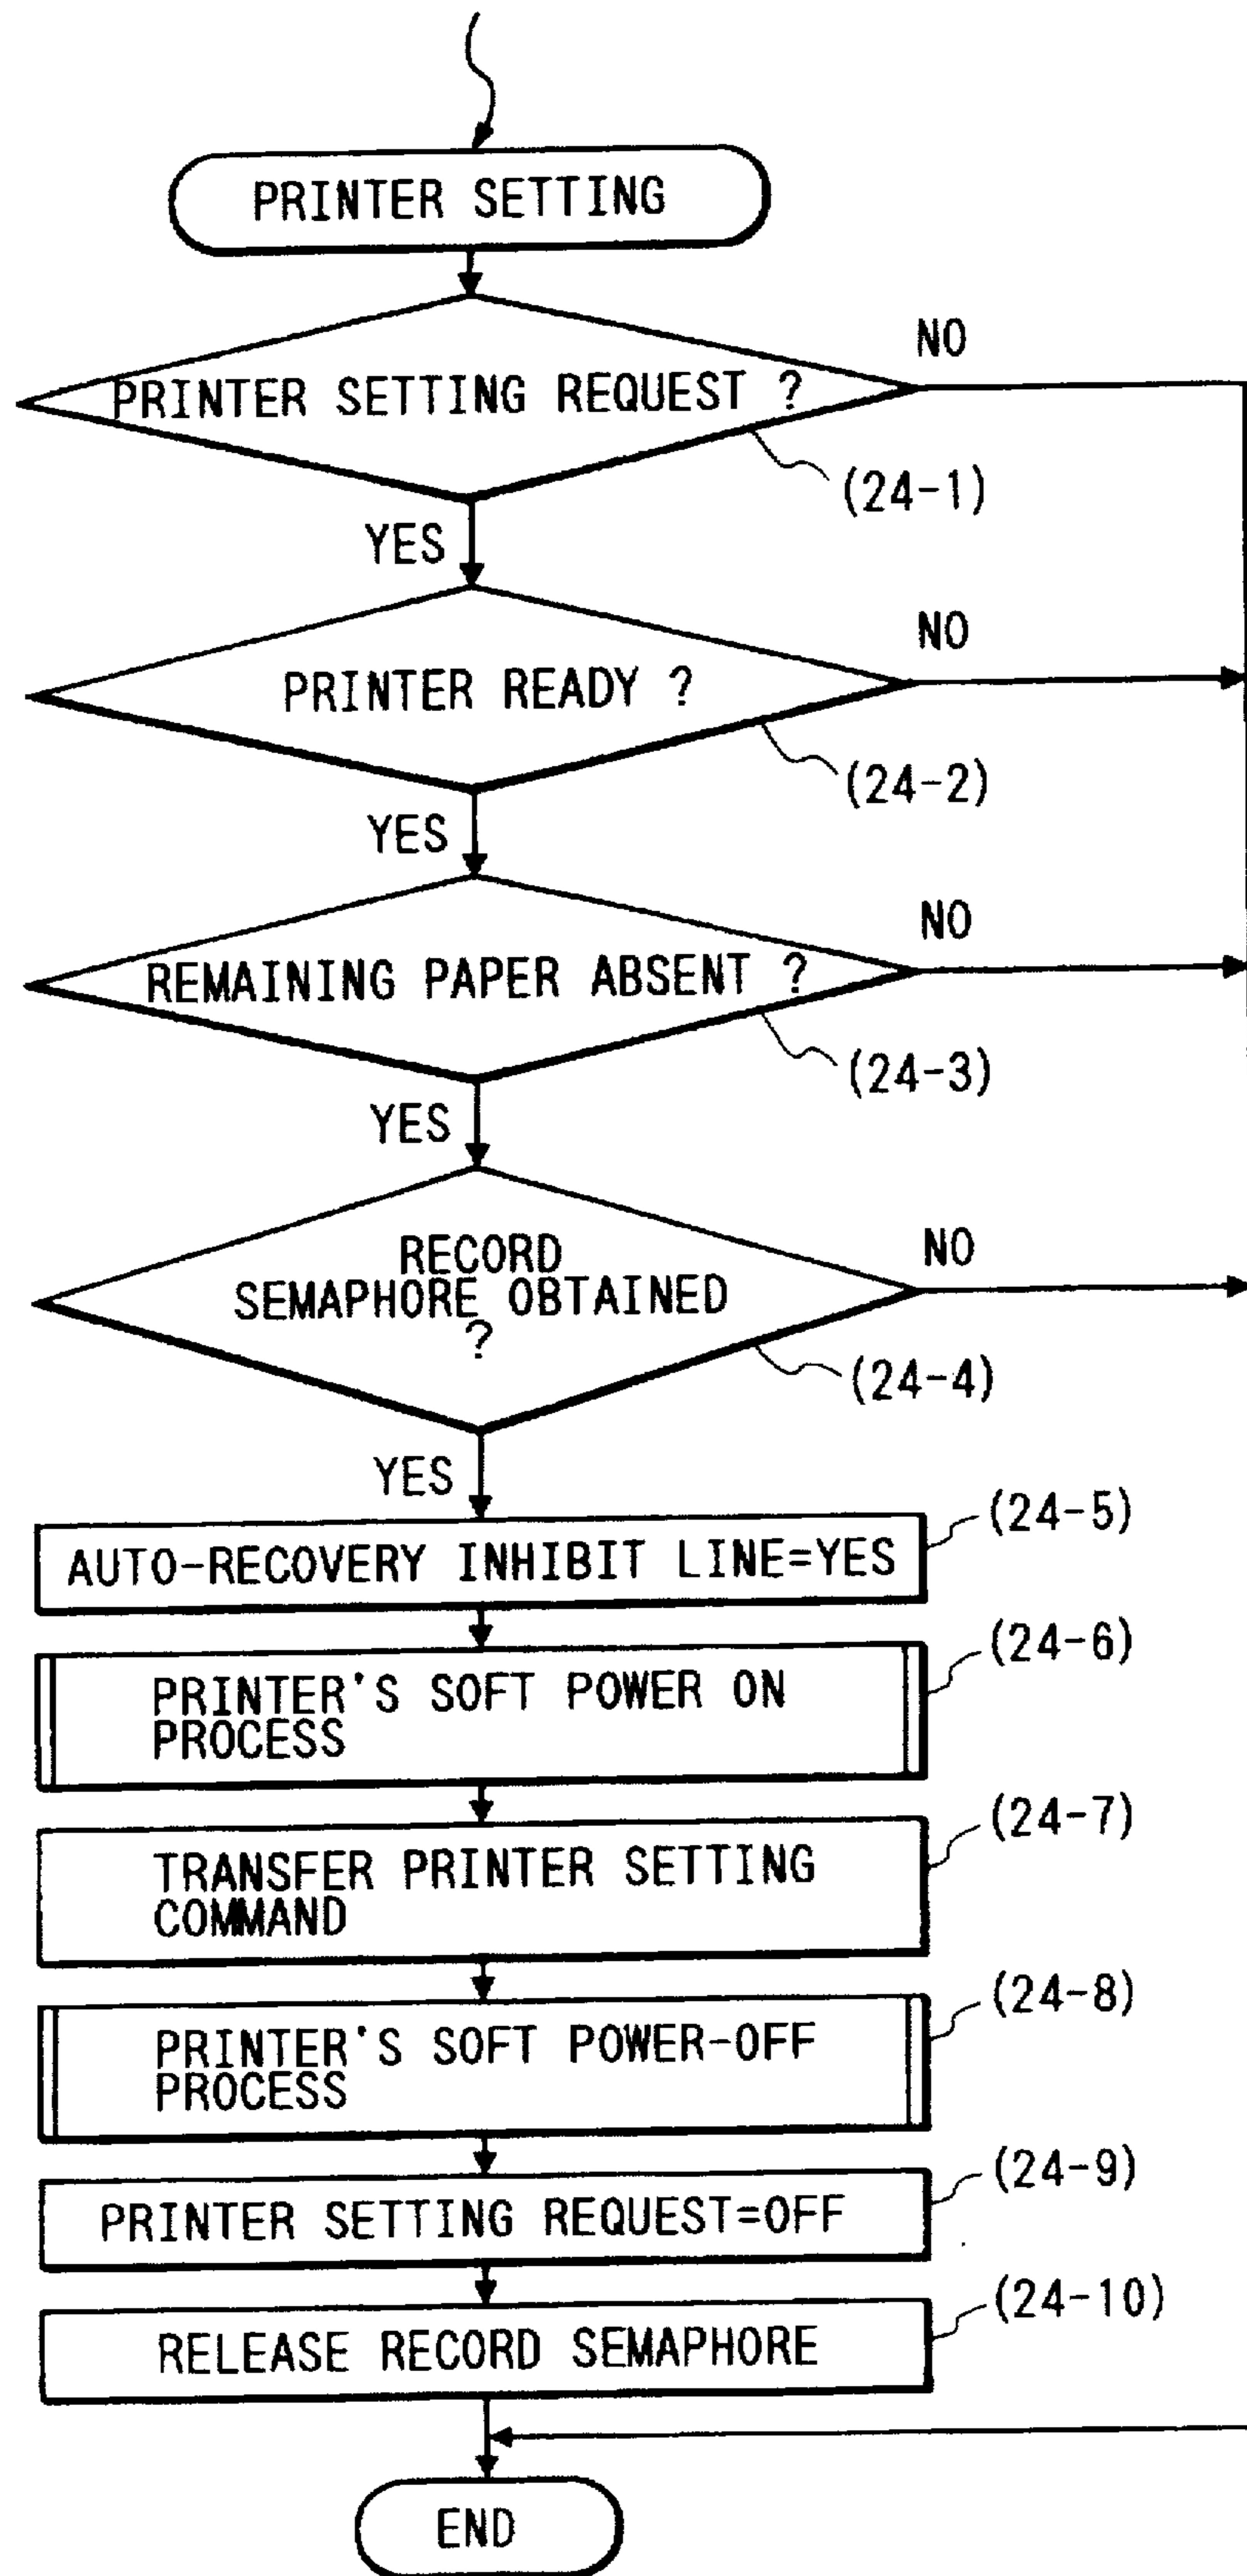 PRINTER SETTING
NO
PRINTER SETTING REQUEST ?
(24-1)
YES
NO
PRINTER READY ?
(24-2)
YES
NO
REMAINING PAPER ABSENT ?
(24-3)
YES
RECORD
NO
SEMAPHORE OBTAINED
?
(24-4)
YES
(24-5)
AUTO-RECOVERY INHIBIT LINE=YES
(24-6)
PRINTER'S SOFT POWER ON
PROCESS
(24-7)
TRANSFER PRINTER SETTING
COMMAND
(24-8)
PRINTER'S SOFT POWER-OFF
PROCESS
(24-9)
PRINTER SETTING REQUEST=OFF
(24-10)
RELEASE RECORD SEMAPHORE
END